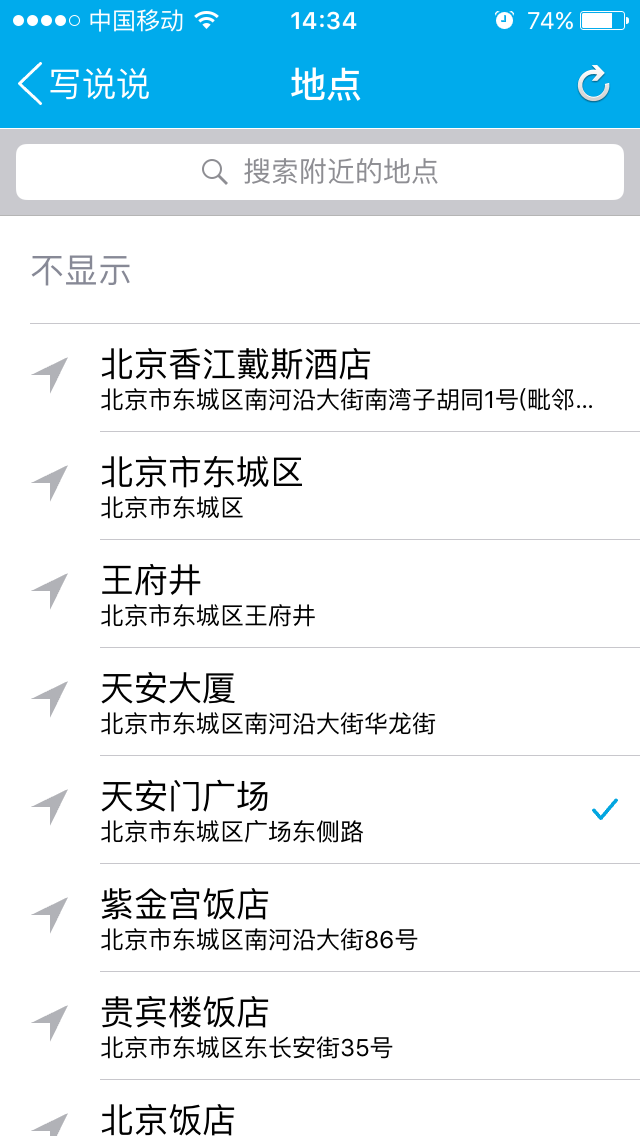 中国移动 14:34 74%
写说说 地点
搜索附近的地点
不显示
北京香江戴斯酒店
北京市东城区南河沿大街南湾子胡同1号(毗邻...
北京市东城区
北京市东城区
王府井
北京市东城区王府井
天安大厦
北京市东城区南河沿大街华龙街
天安门广场
北京市东城区广场东侧路
紫金宫饭店
北京市东城区南河沿大街86号
贵宾楼饭店
北京市东城区东长安街35号
北京饭店